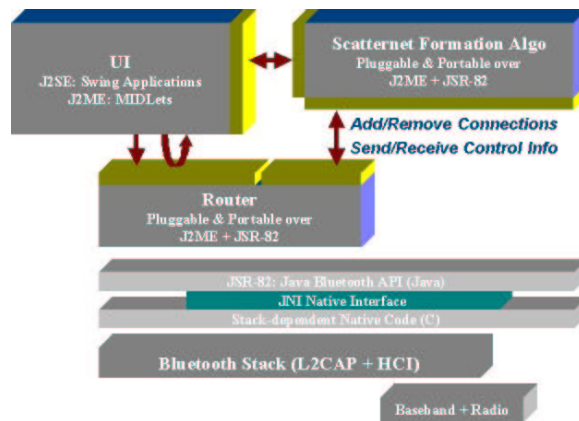 UI
J2SE: Swing Applications
J2ME: MIDLets
Scatternet Formation Algo
Pluggable & Portable over
J2ME + JSR-82
Add/Remove Connections
Send/Receive Control Info
Router
Pluggable & Portable over
J2ME + JSR-82
JSR-82: Java Bluetooth API (Java)
JNI Native Interface
Stack-dependent Native Code (C)
Bluetooth Stack (L2CAP + HCI)
Baseband + Radio